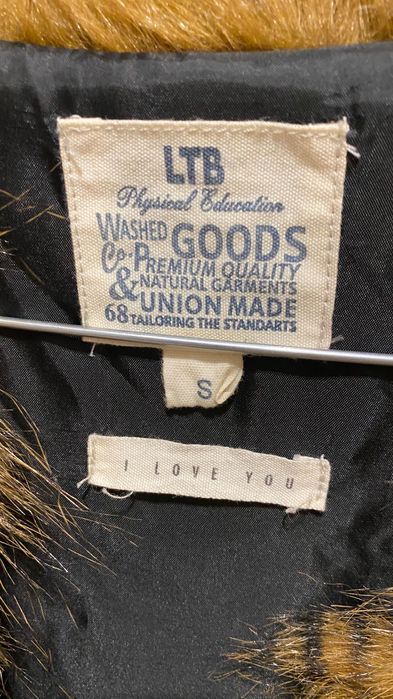 LTB
Physical Education
WASHED GOODS
Co-PREMIUM QUALITY
& NATURAL GARMENTS
UNION MADE
68 TAILORING THE STANDARTS
S
I LOVE YOU